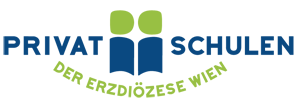 PRIVAT SCHULEN
DER ERZDIÖZESE WIEN